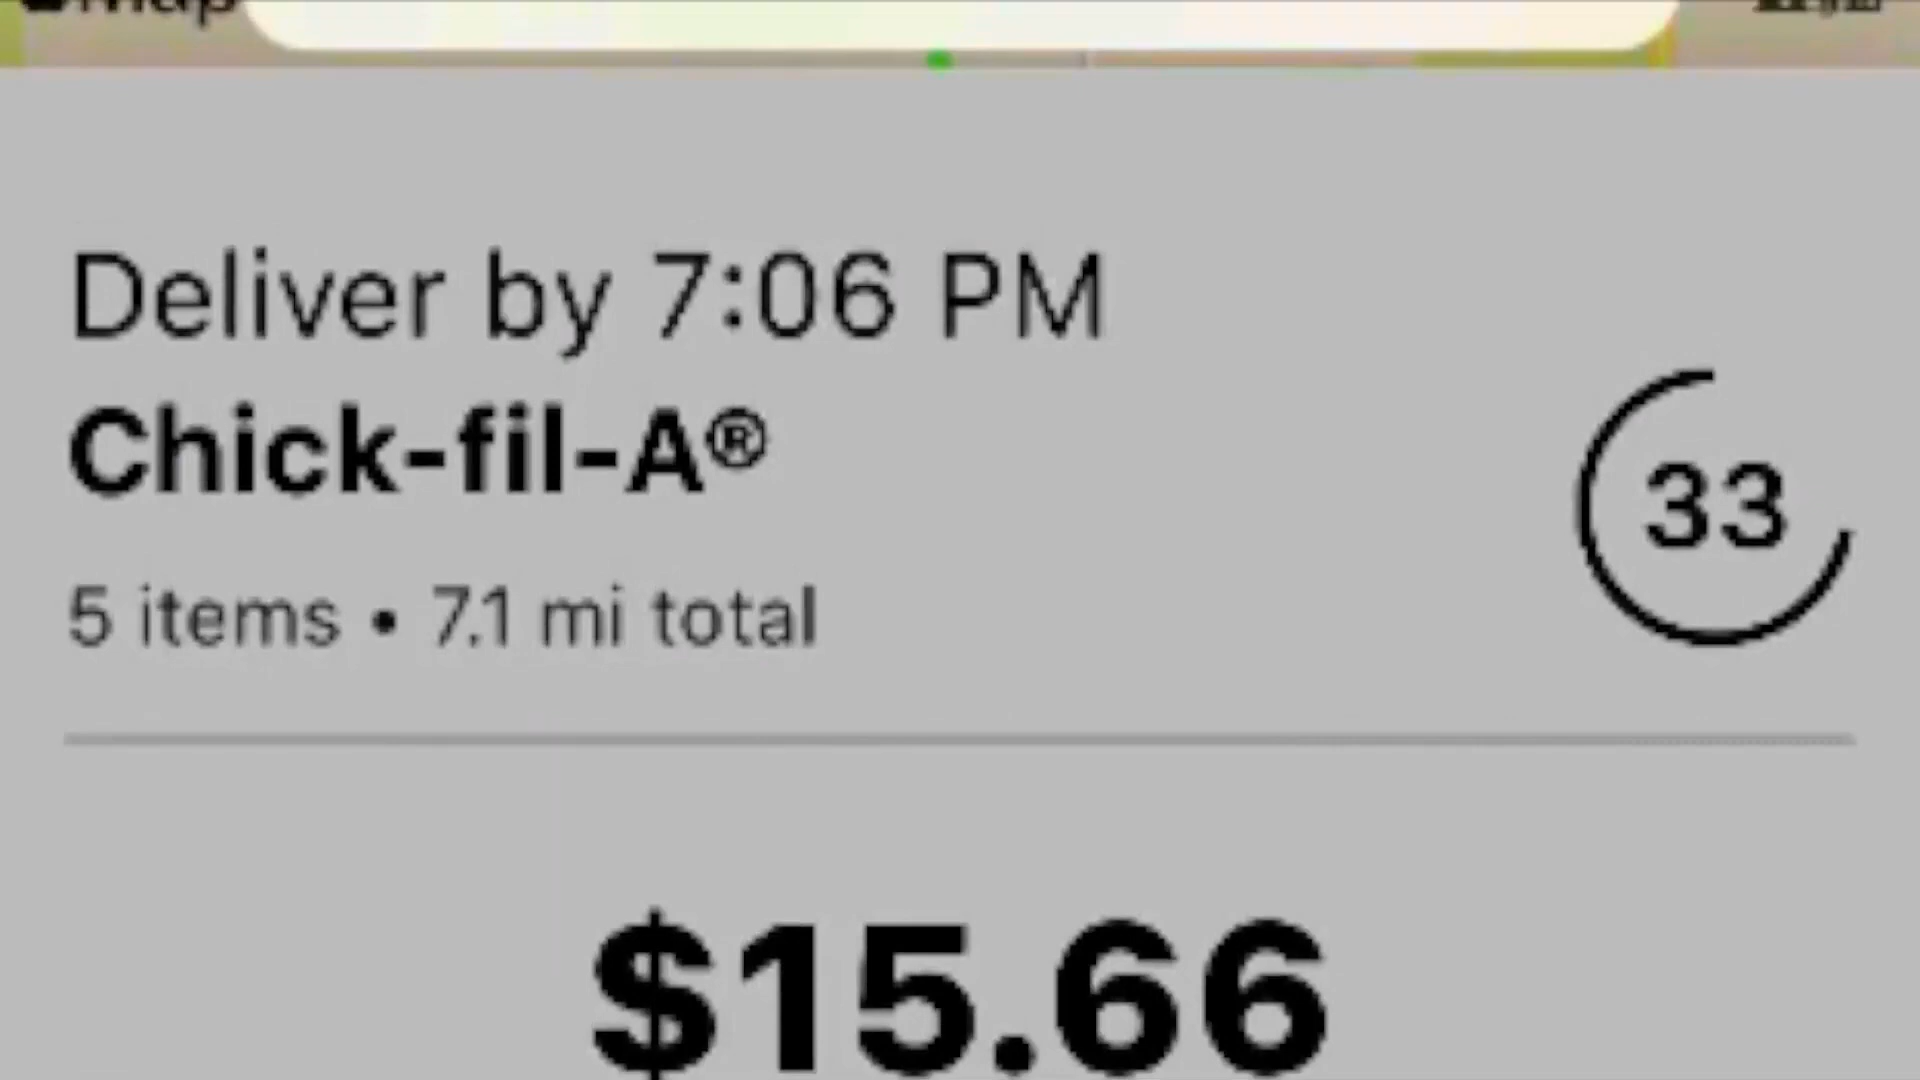 Deliver by 7:06 PM
Chick-fil-A®
33
5 items • 7.1 mi total
$15.66